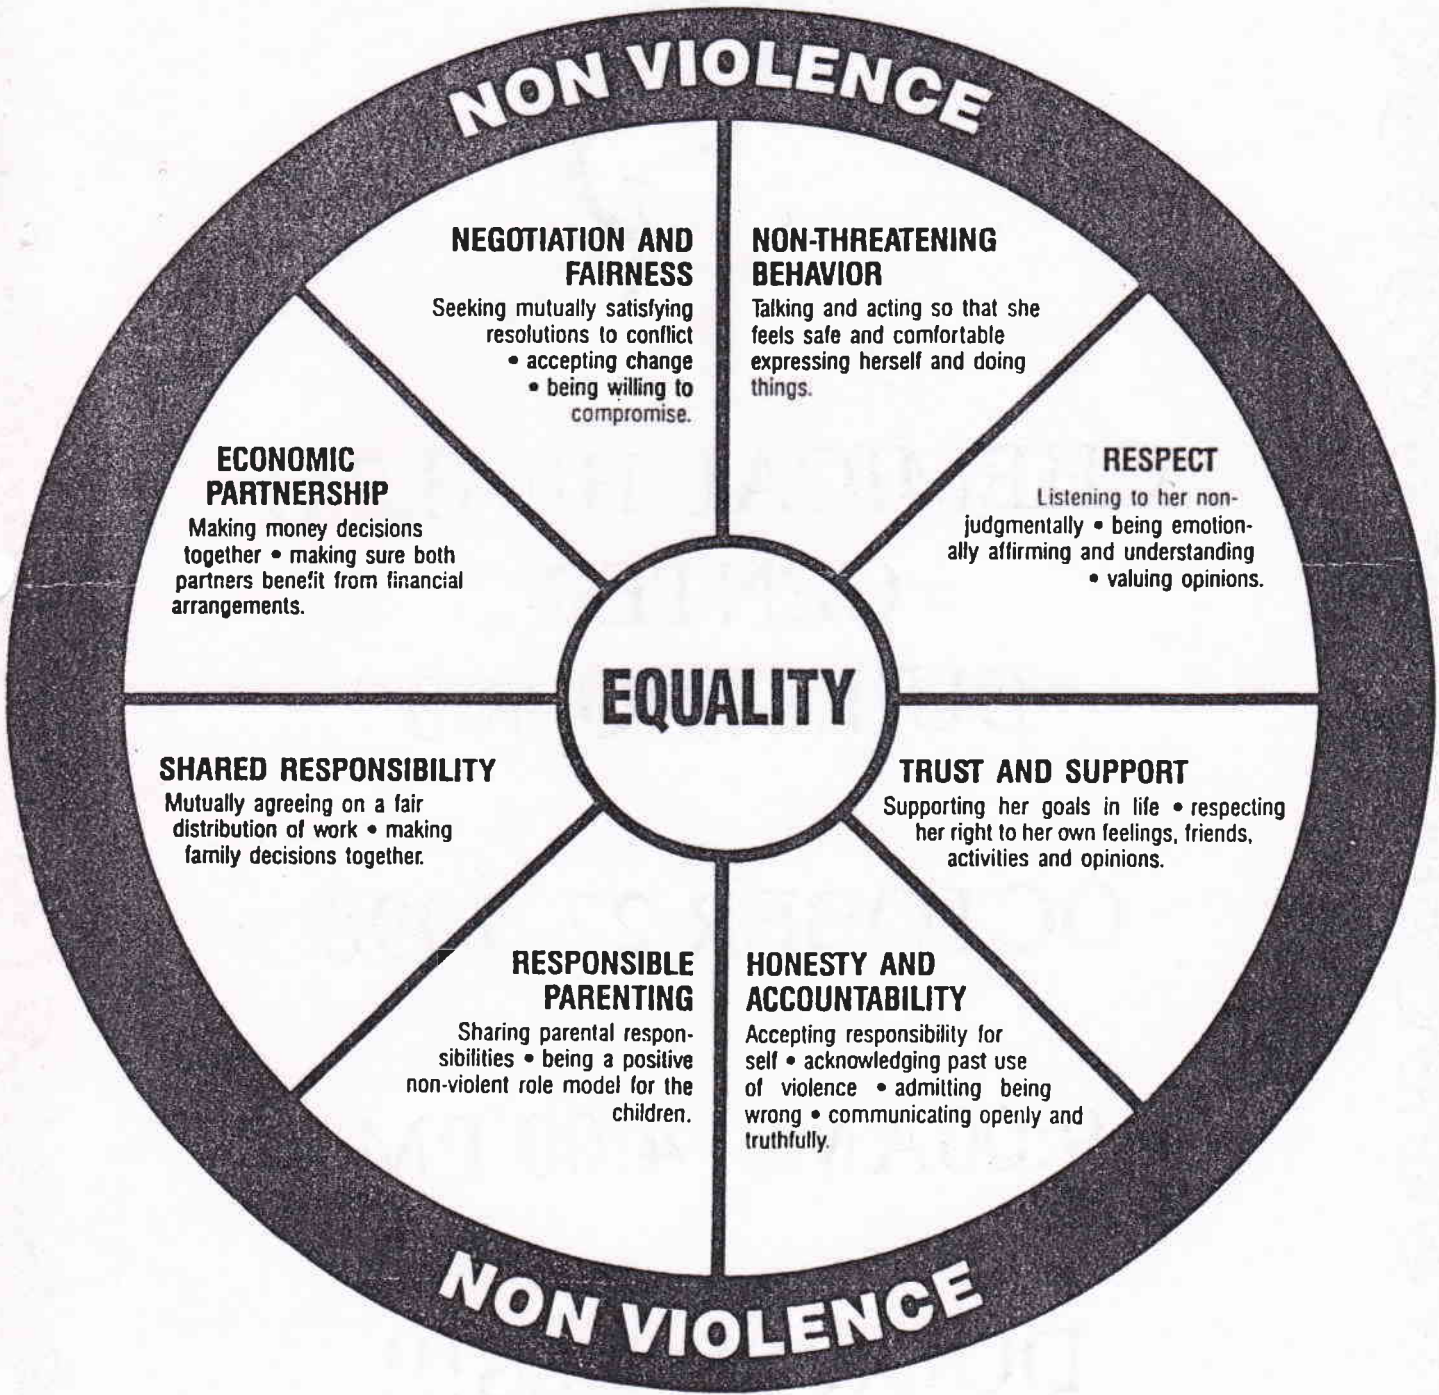 NON VIOLENCE
NEGOTIATION AND
FAIRNESS
Seeking mutually satisfying
resolutions to conflict
• accepting change
• being willing to
compromise.
NON-THREATENING
BEHAVIOR
Talking and acting so that she
feels safe and comfortable
expressing herself and doing
things.
RESPECT
Listening to her non-
judgmentally • being emotion-
ally affirming and understanding
• valuing opinions.
TRUST AND SUPPORT
Supporting her goals in life • respecting
her right to her own feelings, friends,
activities and opinions.
HONESTY AND
ACCOUNTABILITY
Accepting responsibility for
self • acknowledging past use
of violence • admitting being
wrong • communicating openly and
truthfully.
RESPONSIBLE
PARENTING
Sharing parental respon-
sibilities • being a positive
non-violent role model for the
children.
SHARED RESPONSIBILITY
Mutually agreeing on a fair
distribution of work • making
family decisions together.
ECONOMIC
PARTNERSHIP
Making money decisions
together • making sure both
partners benefit from financial
arrangements.
EQUALITY
NON VIOLENCE